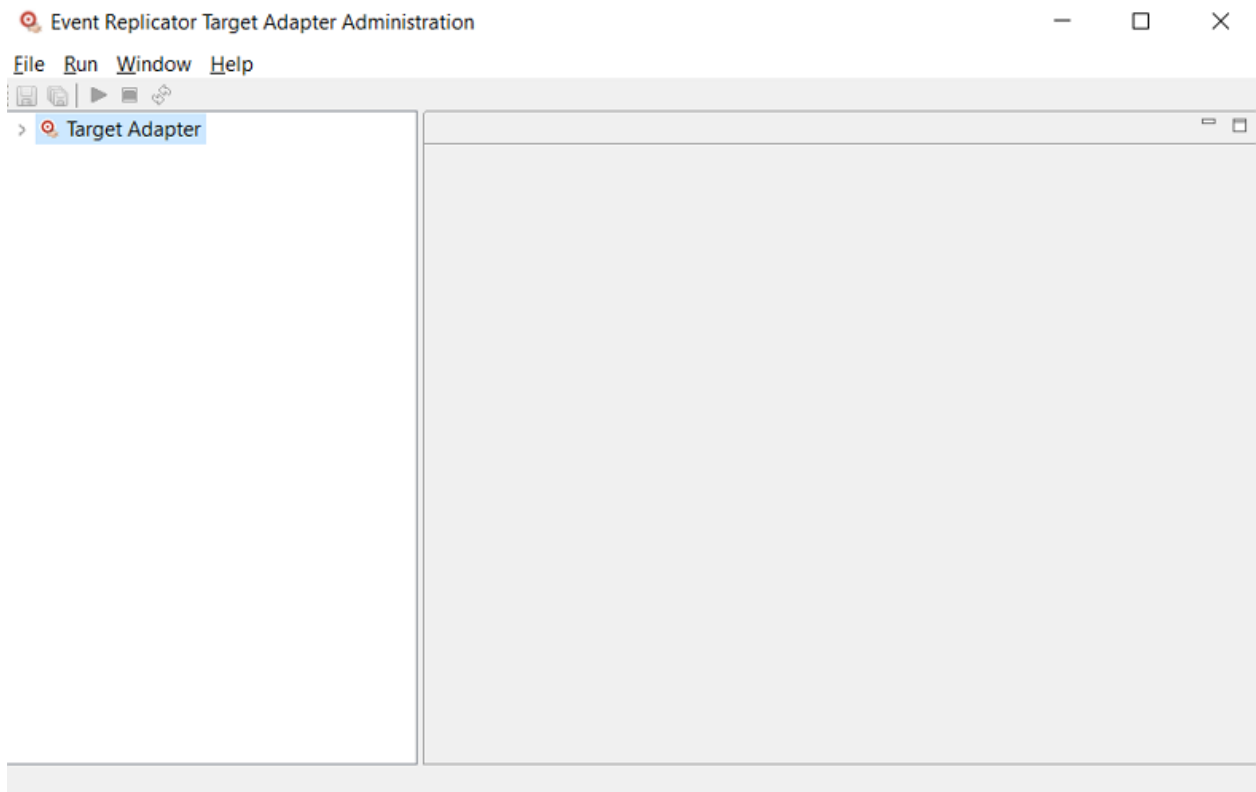 Event Replicator Target Adapter Administration
File Run Window Help
Target Adapter